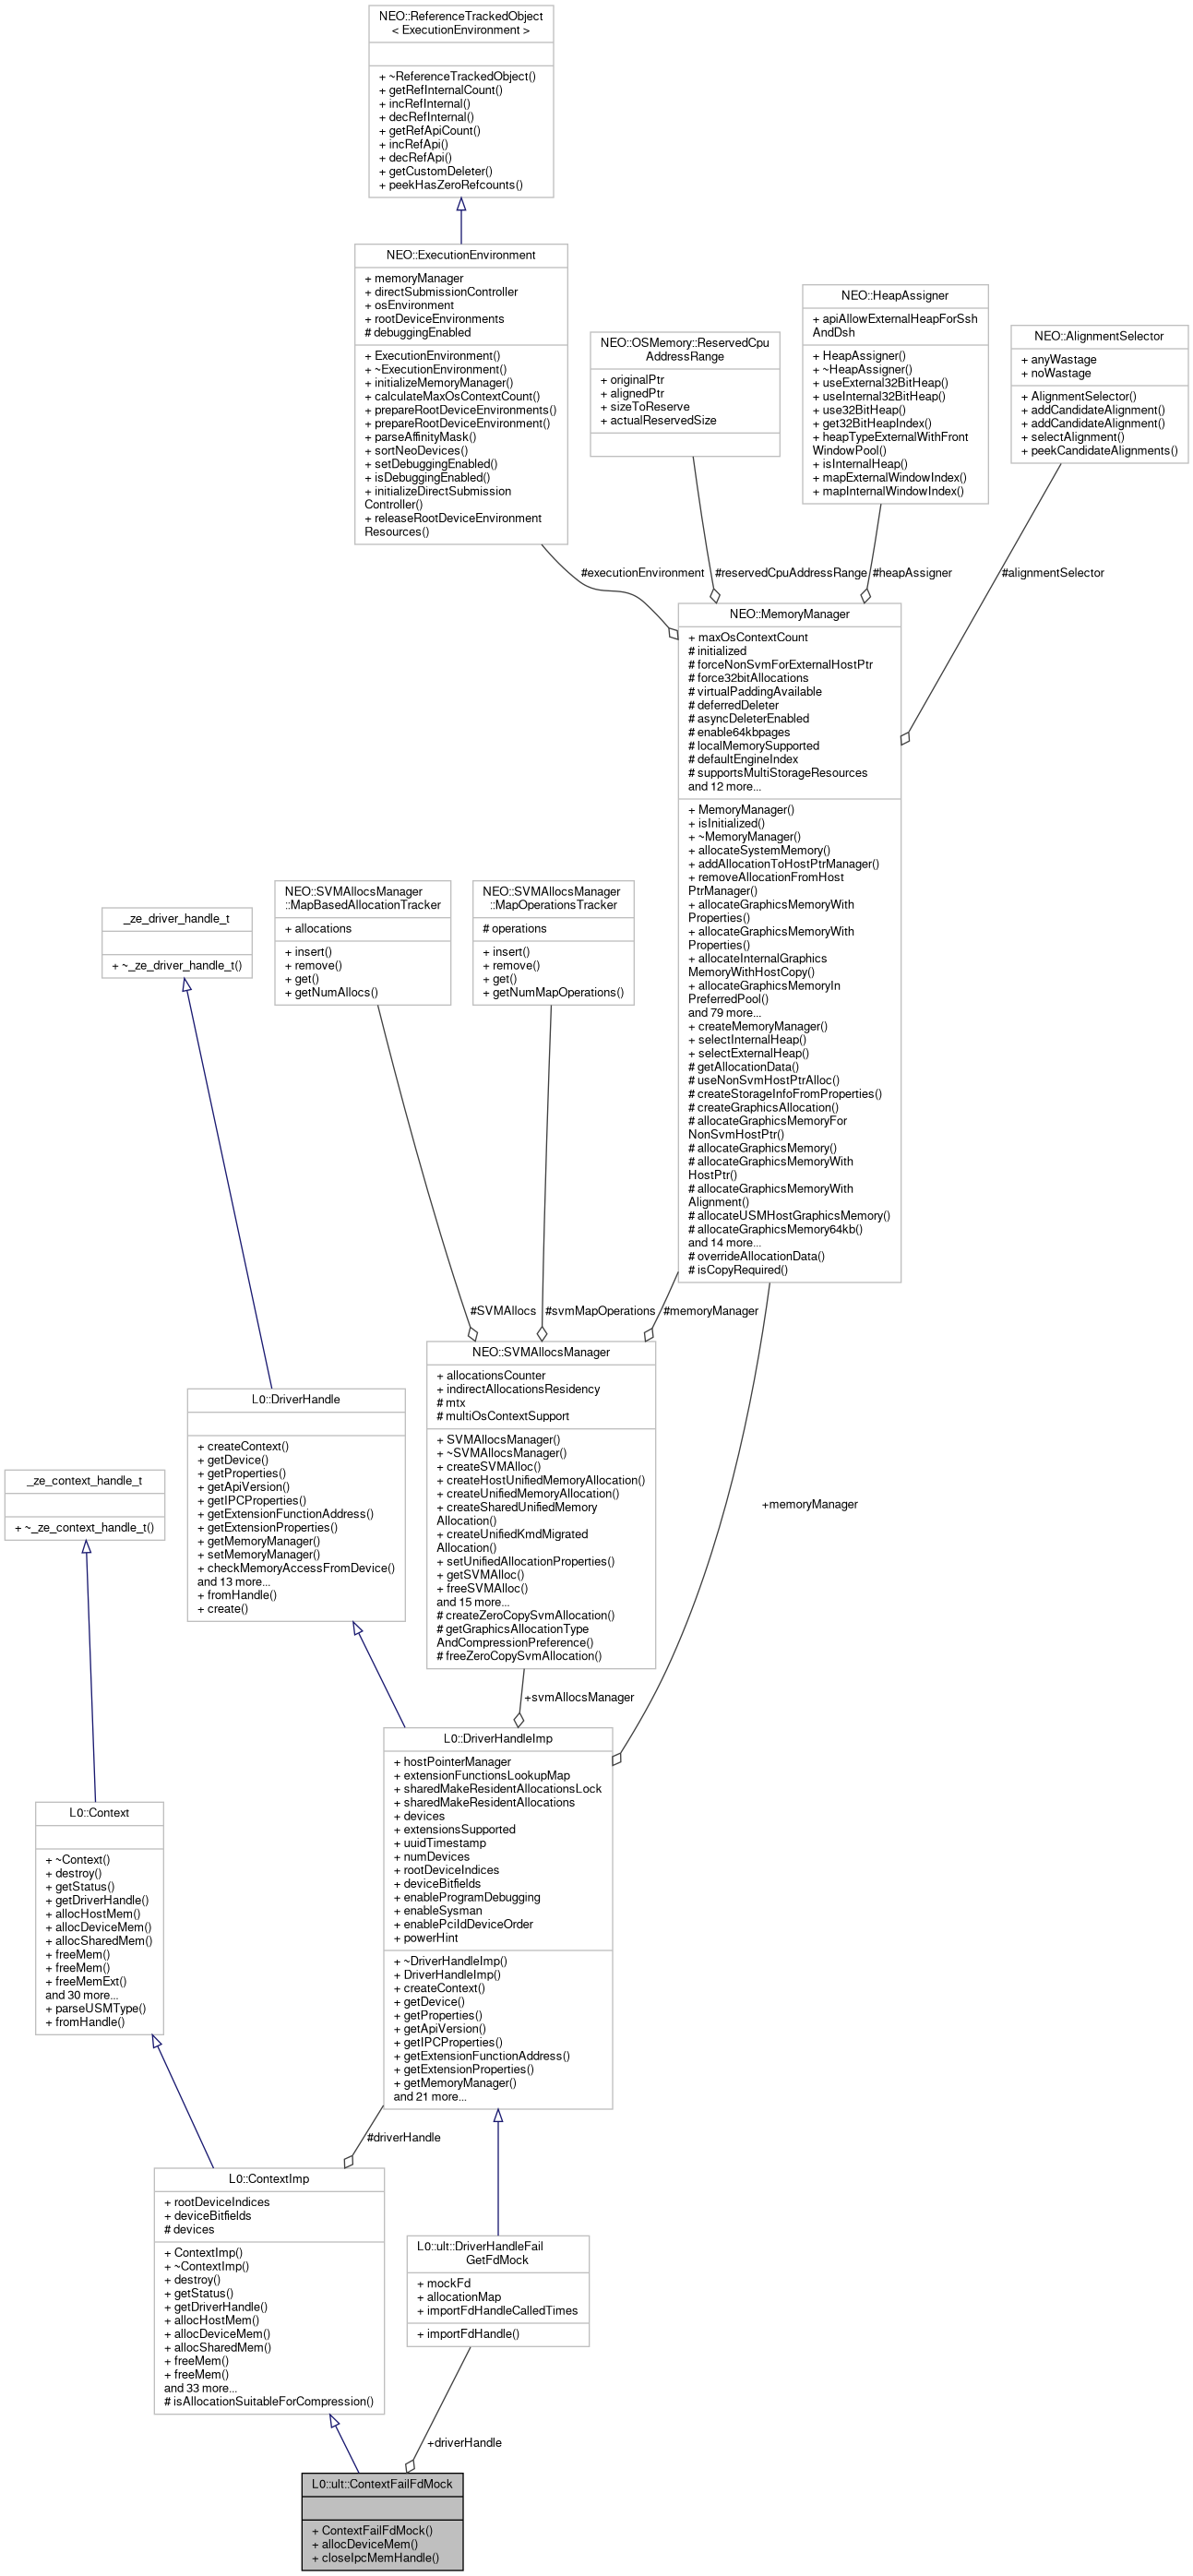 NEO::ReferenceTrackedObject
< ExecutionEnvironment >
+ ~ReferenceTrackedObject()
+ getRefInternalCount()
+ incRefInternal()
+ decRefInternal()
+ getRefApiCount()
+ incRefApi()
+ decRefApi()
+ getCustomDeleter()
+ peekHasZeroRefcounts()
NEO::ExecutionEnvironment
+ memoryManager
+ directSubmissionController
+ osEnvironment
+ rootDeviceEnvironments
# debuggingEnabled
+ ExecutionEnvironment()
+ ~ExecutionEnvironment()
+ initializeMemoryManager()
+ calculateMaxOsContextCount()
+ prepareRootDeviceEnvironments()
+ prepareRootDeviceEnvironment()
+ parseAffinityMask()
+ sortNeoDevices()
+ setDebuggingEnabled()
+ isDebuggingEnabled()
+ initializeDirectSubmission
Controller()
+ releaseRootDeviceEnvironment
Resources()
NEO::OSMemory::ReservedCpu
AddressRange
+ originalPtr
+ alignedPtr
+ sizeToReserve
+ actualReservedSize
NEO::HeapAssigner
+ apiAllowExternalHeapForSsh
AndDsh
+ HeapAssigner()
+ ~HeapAssigner()
+ useExternal32BitHeap()
+ useInternal32BitHeap()
+ use32BitHeap()
+ get32BitHeapIndex()
+ heapTypeExternalWithFront
WindowPool()
+ isInternalHeap()
+ mapExternalWindowIndex()
+ mapInternalWindowIndex()
NEO::AlignmentSelector
+ anyWastage
+ noWastage
+ AlignmentSelector()
+ addCandidateAlignment()
+ addCandidateAlignment()
+ selectAlignment()
+ peekCandidateAlignments()
#executionEnvironment
#reservedCpuAddressRange
#heapAssigner
#alignmentSelector
NEO::MemoryManager
+ maxOsContextCount
# initialized
# forceNonSvmForExternalHostPtr
# force32bitAllocations
# virtualPaddingAvailable
# deferredDeleter
# asyncDeleterEnabled
# enable64kbpages
# localMemorySupported
# defaultEngineIndex
# supportsMultiStorageResources
and 12 more...
+ MemoryManager()
+ isInitialized()
+ ~MemoryManager()
+ allocateSystemMemory()
+ addAllocationToHostPtrManager()
+ removeAllocationFromHost
PtrManager()
+ allocateGraphicsMemoryWith
Properties()
+ allocateGraphicsMemoryWith
Properties()
+ allocateInternalGraphics
MemoryWithHostCopy()
+ allocateGraphicsMemoryIn
PreferredPool()
and 79 more...
+ createMemoryManager()
+ selectInternalHeap()
+ selectExternalHeap()
# getAllocationData()
# useNonSvmHostPtrAlloc()
# createStorageInfoFromProperties()
# createGraphicsAllocation()
# allocateGraphicsMemoryFor
NonSvmHostPtr()
# allocateGraphicsMemory()
# allocateGraphicsMemoryWith
HostPtr()
# allocateGraphicsMemoryWith
Alignment()
# allocateUSMHostGraphicsMemory()
# allocateGraphicsMemory64kb()
and 14 more...
# overrideAllocationData()
# isCopyRequired()
NEO::SVMAllocsManager
::MapBasedAllocationTracker
+ allocations
+ insert()
+ remove()
+ get()
+ getNumAllocs()
NEO::SVMAllocsManager
::MapOperationsTracker
# operations
+ insert()
+ remove()
+ get()
+ getNumMapOperations()
_ze_driver_handle_t
+ ~_ze_driver_handle_t()
#SVMAllocs
#svmMapOperations
#memoryManager
NEO::SVMAllocsManager
+ allocationsCounter
+ indirectAllocationsResidency
# mtx
# multiOsContextSupport
+ SVMAllocsManager()
+ ~SVMAllocsManager()
+ createSVMAlloc()
+ createHostUnifiedMemoryAllocation()
+ createUnifiedMemoryAllocation()
+ createSharedUnifiedMemory
Allocation()
+ createUnifiedKmdMigrated
Allocation()
+ setUnifiedAllocationProperties()
+ getSVMAlloc()
+ freeSVMAlloc()
and 15 more...
# createZeroCopySvmAllocation()
# getGraphicsAllocationType
AndCompressionPreference()
# freeZeroCopySvmAllocation()
L0::DriverHandle
+ createContext()
+ getDevice()
+ getProperties()
+ getApiVersion()
+ getIPCProperties()
+ getExtensionFunctionAddress()
+ getExtensionProperties()
+ getMemoryManager()
+ setMemoryManager()
+ checkMemoryAccessFromDevice()
and 13 more...
+ fromHandle()
+ create()
_ze_context_handle_t
+ ~_ze_context_handle_t()
+memoryManager
+svmAllocsManager
L0::DriverHandleImp
+ hostPointerManager
+ extensionFunctionsLookupMap
+ sharedMakeResidentAllocationsLock
+ sharedMakeResidentAllocations
+ devices
+ extensionsSupported
+ uuidTimestamp
+ numDevices
+ rootDeviceIndices
+ deviceBitfields
+ enableProgramDebugging
+ enableSysman
+ enablePciIdDeviceOrder
+ powerHint
+ ~DriverHandleImp()
+ DriverHandleImp()
+ createContext()
+ getDevice()
+ getProperties()
+ getApiVersion()
+ getIPCProperties()
+ getExtensionFunctionAddress()
+ getExtensionProperties()
+ getMemoryManager()
and 21 more...
L0::Context
+ ~Context()
+ destroy()
+ getStatus()
+ getDriverHandle()
+ allocHostMem()
+ allocDeviceMem()
+ allocSharedMem()
+ freeMem()
+ freeMem()
+ freeMemExt()
and 30 more...
+ parseUSMType()
+ fromHandle()
#driverHandle
L0::ContextImp
+ rootDeviceIndices
+ deviceBitfields
# devices
+ ContextImp()
+ ~ContextImp()
+ destroy()
+ getStatus()
+ getDriverHandle()
+ allocHostMem()
+ allocDeviceMem()
+ allocSharedMem()
+ freeMem()
+ freeMem()
and 33 more...
# isAllocationSuitableForCompression()
L0::ult::DriverHandleFail
GetFdMock
+ mockFd
+ allocationMap
+ importFdHandleCalledTimes
+ importFdHandle()
+driverHandle
L0::ult::ContextFailFdMock
+ ContextFailFdMock()
+ allocDeviceMem()
+ closeIpcMemHandle()